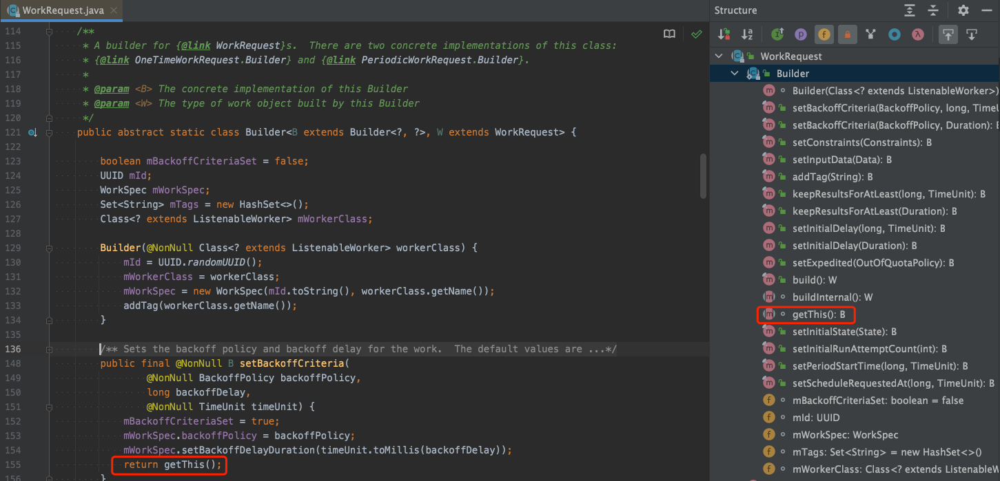 WorkRequest.java
114 /**
115 * A builder for {@link WorkRequest}s.  There are two concrete implementations of this class:
116 * {@link OneTimeWorkRequest.Builder} and {@link PeriodicWorkRequest.Builder}.
117 *
118 * @param <B> The concrete implementation of this Builder
119 * @param <W> The type of work object built by this Builder
120 */
121 public abstract static class Builder<B extends Builder<?, ?>, W extends WorkRequest> {
122
123 boolean mBackoffCriteriaSet = false;
124 UUID mId;
125 WorkSpec mWorkSpec;
126 Set<String> mTags = new HashSet<>();
127 Class<? extends ListenableWorker> mWorkerClass;
128
129 Builder(@NonNull Class<? extends ListenableWorker> workerClass) {
130 mId = UUID.randomUUID();
131 mWorkerClass = workerClass;
132 mWorkSpec = new WorkSpec(mId.toString(), workerClass.getName());
133 addTag(workerClass.getName());
134 }
135
136 /** Sets the backoff policy and backoff delay for the work.  The default values are ...*/
148 public final @NonNull B setBackoffCriteria(
149 @NonNull BackoffPolicy backoffPolicy,
150 long backoffDelay,
151 @NonNull TimeUnit timeUnit) {
152 mBackoffCriteriaSet = true;
153 mWorkSpec.backoffPolicy = backoffPolicy;
154 mWorkSpec.setBackoffDelayDuration(timeUnit.toMillis(backoffDelay));
155 return getThis();
156 }
Structure
WorkRequest
Builder
Builder(Class<? extends ListenableWorker>)
setBackoffCriteria(BackoffPolicy, long, TimeU
setBackoffCriteria(BackoffPolicy, Duration): B
setConstraints(Constraints): B
setInputData(Data): B
addTag(String): B
keepResultsForAtLeast(long, TimeUnit): B
keepResultsForAtLeast(Duration): B
setInitialDelay(long, TimeUnit): B
setInitialDelay(Duration): B
setExpedited(OutOfQuotaPolicy): B
build(): W
buildInternal(): W
getThis(): B
setInitialState(State): B
setInitialRunAttemptCount(int): B
setPeriodStartTime(long, TimeUnit): B
setScheduleRequestedAt(long, TimeUnit): B
mBackoffCriteriaSet: boolean = false
mId: UUID
mWorkSpec: WorkSpec
mTags: Set<String> = new HashSet<>()
mWorkerClass: Class<? extends ListenableW